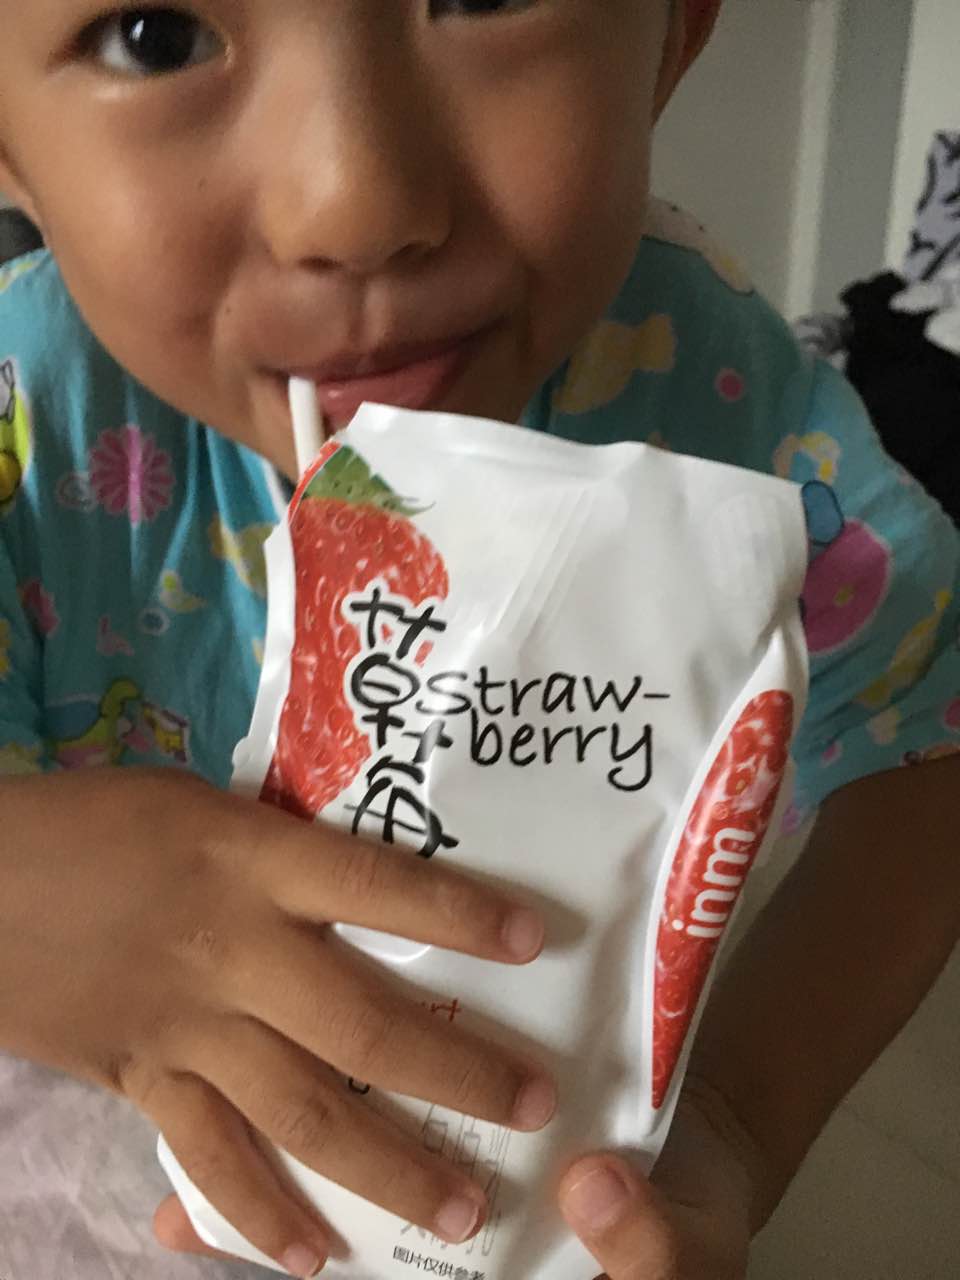 草莓
straw-
berry
inm
图片仅供参考